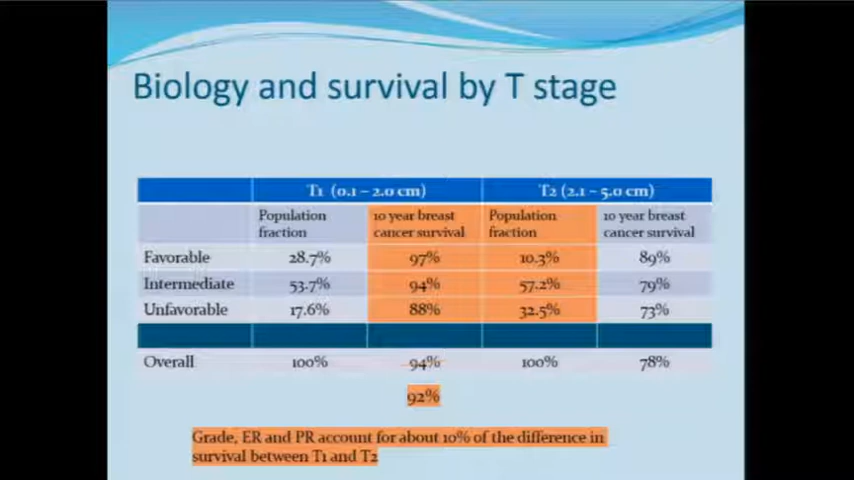 Biology and survival by T stage
T1 (0.1 – 2.0 cm) T2 (2.1 – 5.0 cm)
Population fraction 10 year breast cancer survival Population fraction 10 year breast cancer survival
Favorable 28.7% 97% 10.3% 89%
Intermediate 53.7% 94% 57.2% 79%
Unfavorable 17.6% 88% 32.5% 73%
Overall 100% 94% 100% 78%
92%
Grade, ER and PR account for about 10% of the difference in
survival between T1 and T2